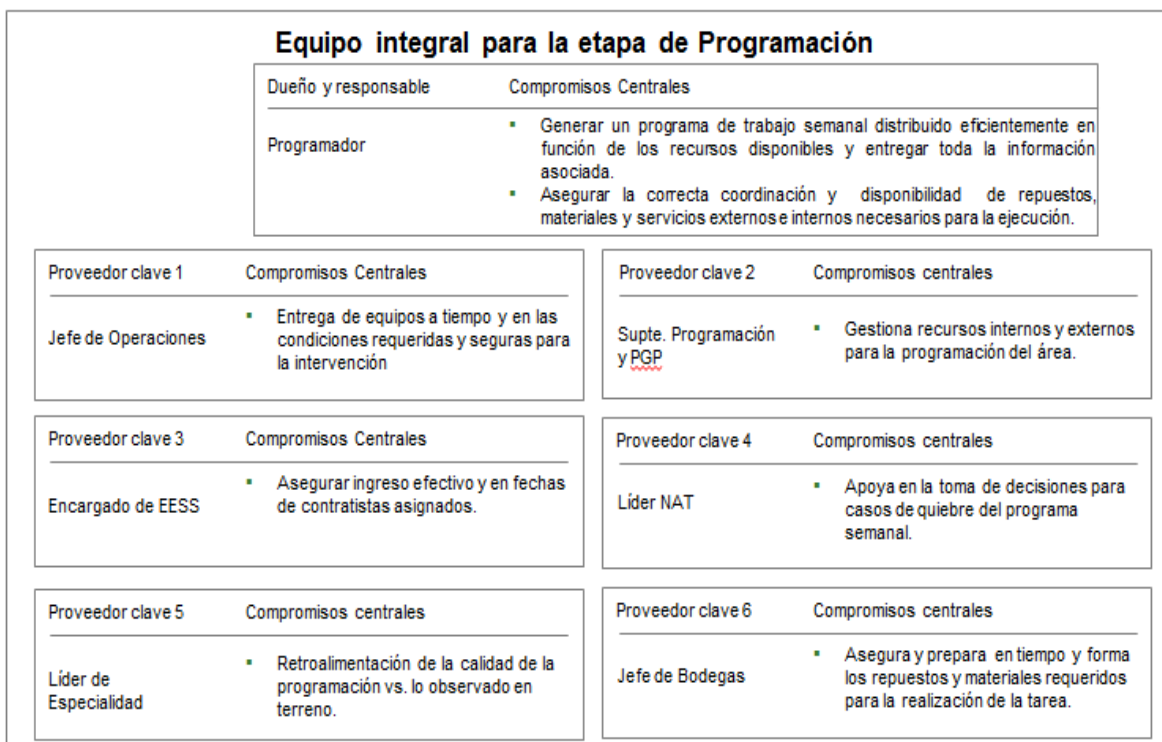 Equipo integral para la etapa de Programación
Dueño y responsable Compromisos Centrales
Programador
▪ Generar un programa de trabajo semanal distribuido eficientemente en
función de los recursos disponibles y entregar toda la información
asociada.
▪ Asegurar la correcta coordinación y disponibilidad de repuestos,
materiales y servicios externos e internos necesarios para la ejecución.
Proveedor clave 1 Compromisos Centrales
Jefe de Operaciones
▪ Entrega de equipos a tiempo y en las
condiciones requeridas y seguras para
la intervención
Proveedor clave 2 Compromisos centrales
Supte. Programación
y PGP
▪ Gestiona recursos internos y externos
para la programación del área.
Proveedor clave 3 Compromisos Centrales
Encargado de EESS
▪ Asegurar ingreso efectivo y en fechas
de contratistas asignados.
Proveedor clave 4 Compromisos centrales
Líder NAT
▪ Apoya en la toma de decisiones para
casos de quiebre del programa
semanal.
Proveedor clave 5 Compromisos centrales
Líder de
Especialidad
▪ Retroalimentación de la calidad de la
programación vs. lo observado en
terreno.
Proveedor clave 6 Compromisos centrales
Jefe de Bodegas
▪ Asegura y prepara en tiempo y forma
los repuestos y materiales requeridos
para la realización de la tarea.